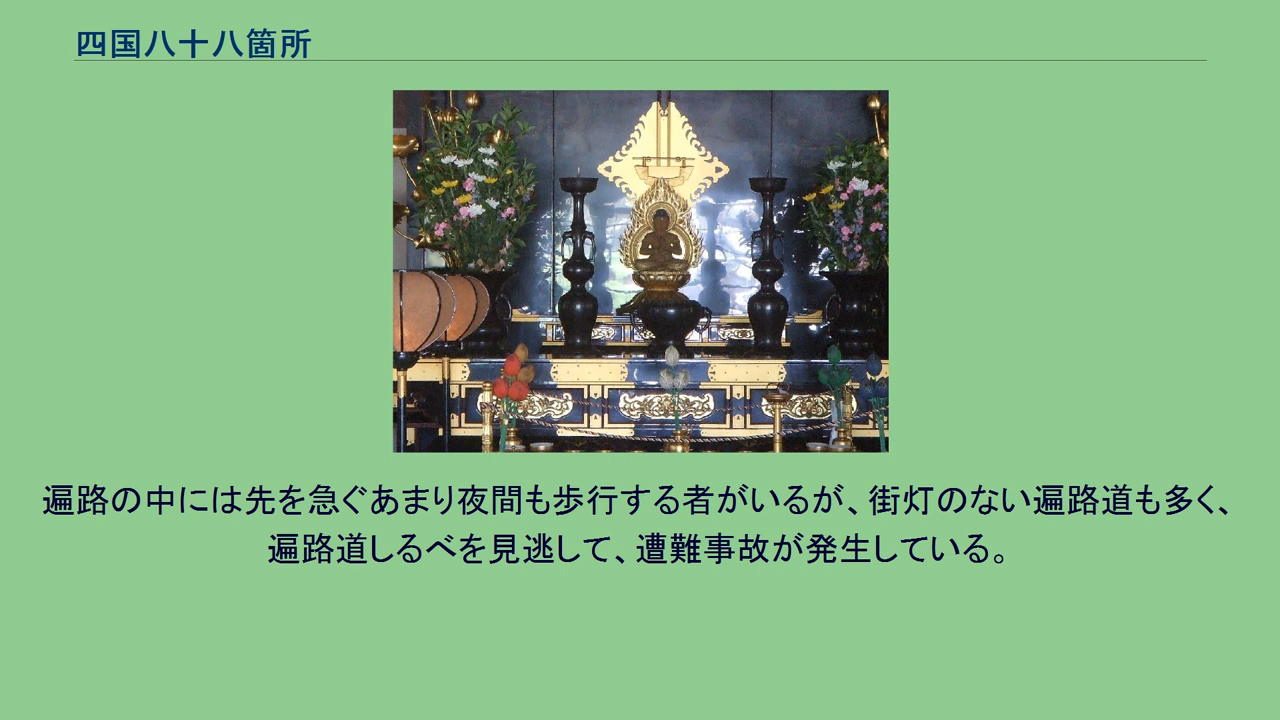 四国八十八箇所
遍路の中には先を急ぐあまり夜間も歩行する者がいるが、街灯のない遍路道も多く、
遍路道しるべを見逃して、遭難事故が発生している。